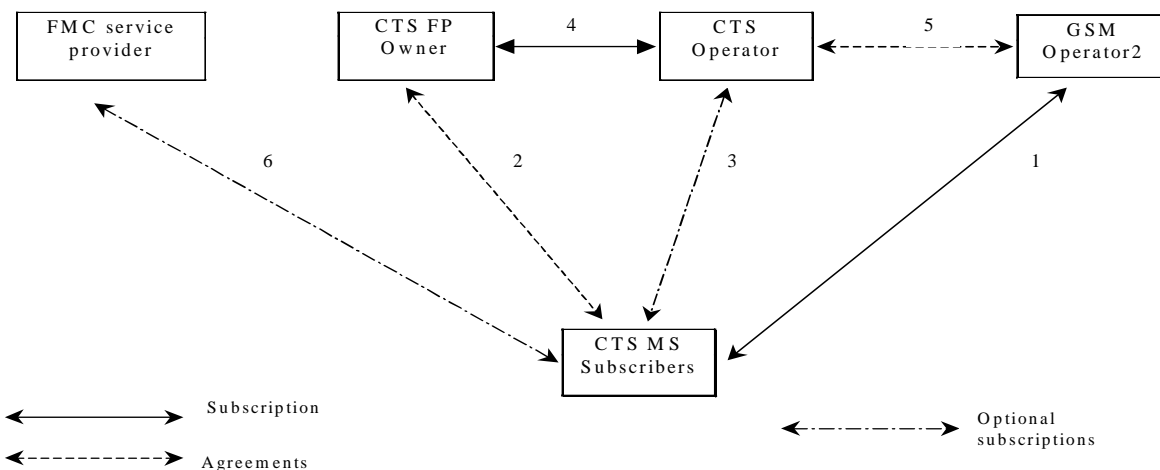 FMC service
provider
CTS FP
Owner
4
CTS
Operator
5
GSM
Operator2
6
2
3
1
CTS MS
Subscribers
Subscription
Agreements
Optional
subscriptions